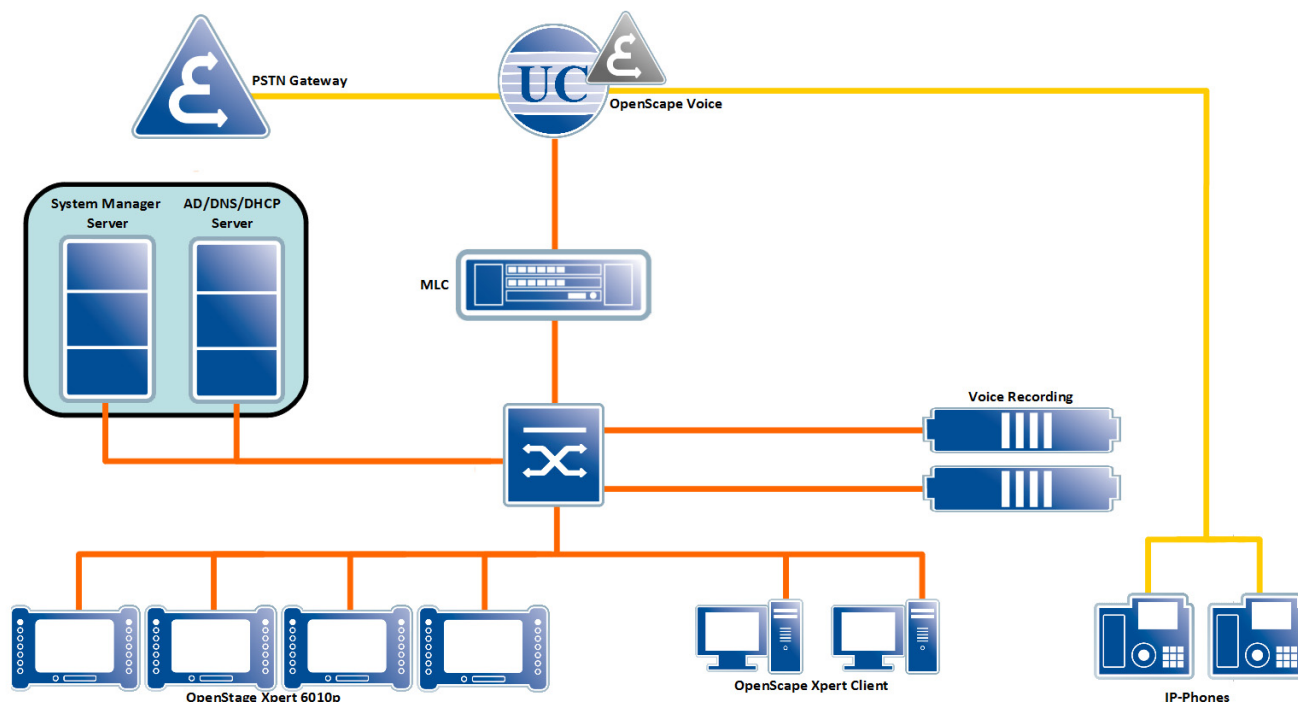 PSTN Gateway
UC
OpenScape Voice
System Manager
Server
AD/DNS/DHCP
Server
MLC
Voice Recording
OpenStage Xpert 6010p
OpenScape Xpert Client
IP-Phones